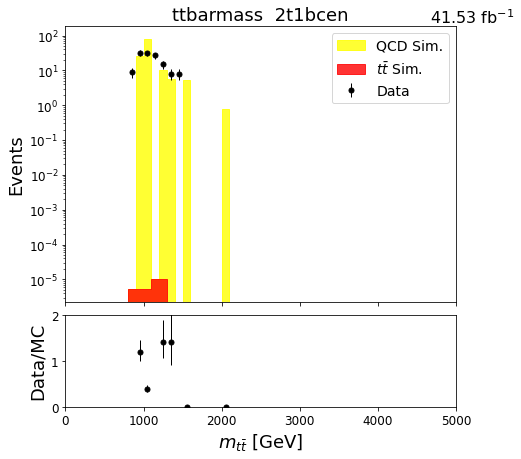 ttbarmass 2t1bcen
41.53 fb⁻¹
QCD Sim.
tt̄ Sim.
Data
Events
10²
10¹
10⁰
10⁻¹
10⁻²
10⁻³
10⁻⁴
10⁻⁵
Data/MC
2
1
0
0 1000 2000 3000 4000 5000
m_tt̄ [GeV]